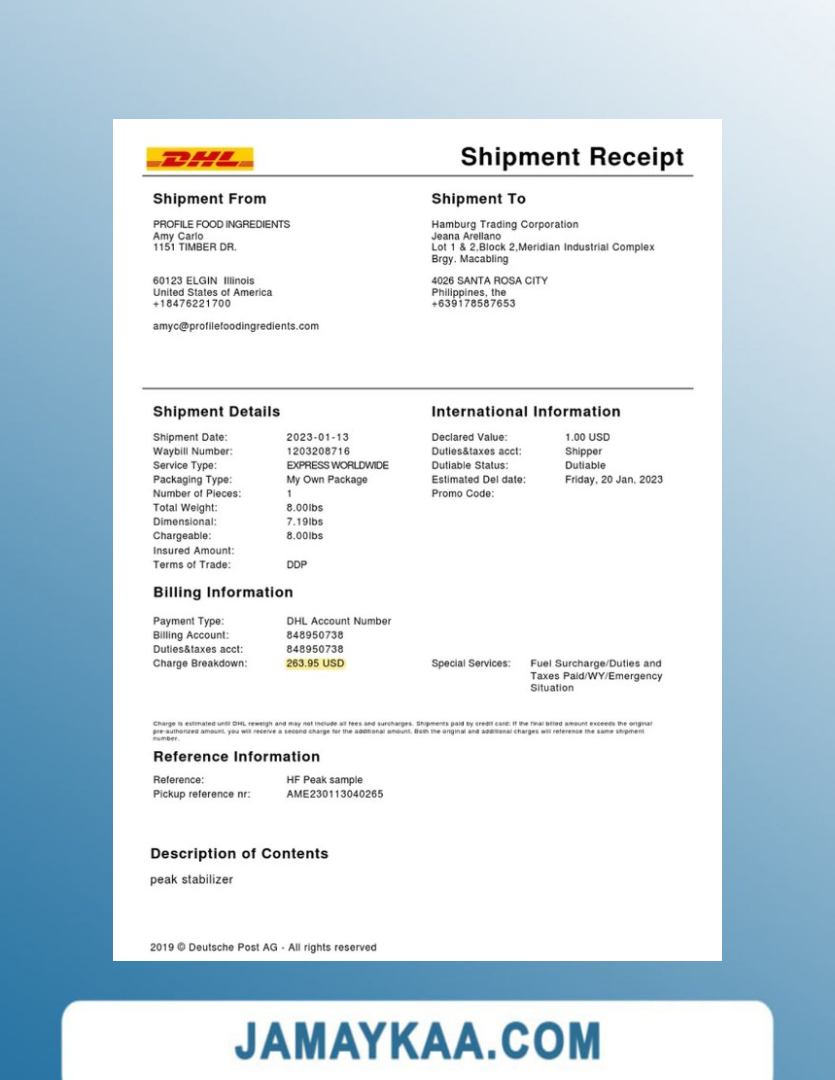 DHL
Shipment Receipt
Shipment From
PROFILE FOOD INGREDIENTS
Amy Carlo
1151 TIMBER DR.
60123 ELGIN Illinois
United States of America
+18476221700
amyc@profilefoodingredients.com
Shipment To
Hamburg Trading Corporation
Jeana Arellano
Lot 1 & 2,Block 2,Meridian Industrial Complex
Brgy. Macabling
4026 SANTA ROSA CITY
Philippines, the
+639178587653
Shipment Details
Shipment Date: 2023-01-13
Waybill Number: 1203208716
Service Type: EXPRESS WORLDWIDE
Packaging Type: My Own Package
Number of Pieces: 1
Total Weight: 8.00lbs
Dimensional: 7.19lbs
Chargeable: 8.00lbs
Insured Amount:
Terms of Trade: DDP
International Information
Declared Value: 1.00 USD
Duties&taxes acct: Shipper
Dutiable Status: Dutiable
Estimated Del date: Friday, 20 Jan, 2023
Promo Code:
Billing Information
Payment Type: DHL Account Number
Billing Account: 848950738
Duties&taxes acct: 848950738
Charge Breakdown: 263.95 USD
Special Services: Fuel Surcharge/Duties and
Taxes Paid/WY/Emergency
Situation
Charge is estimated until DHL reweigh and may not include all fees and surcharges. Shipments paid by credit card: If the final billed amount exceeds the original
pre-authorized amount, you will receive a second charge for the additional amount. Both the original and additional charges will reference the same shipment
number.
Reference Information
Reference: HF Peak sample
Pickup reference nr: AME230113040265
Description of Contents
peak stabilizer
2019 © Deutsche Post AG - All rights reserved
JAMAYKAA.COM